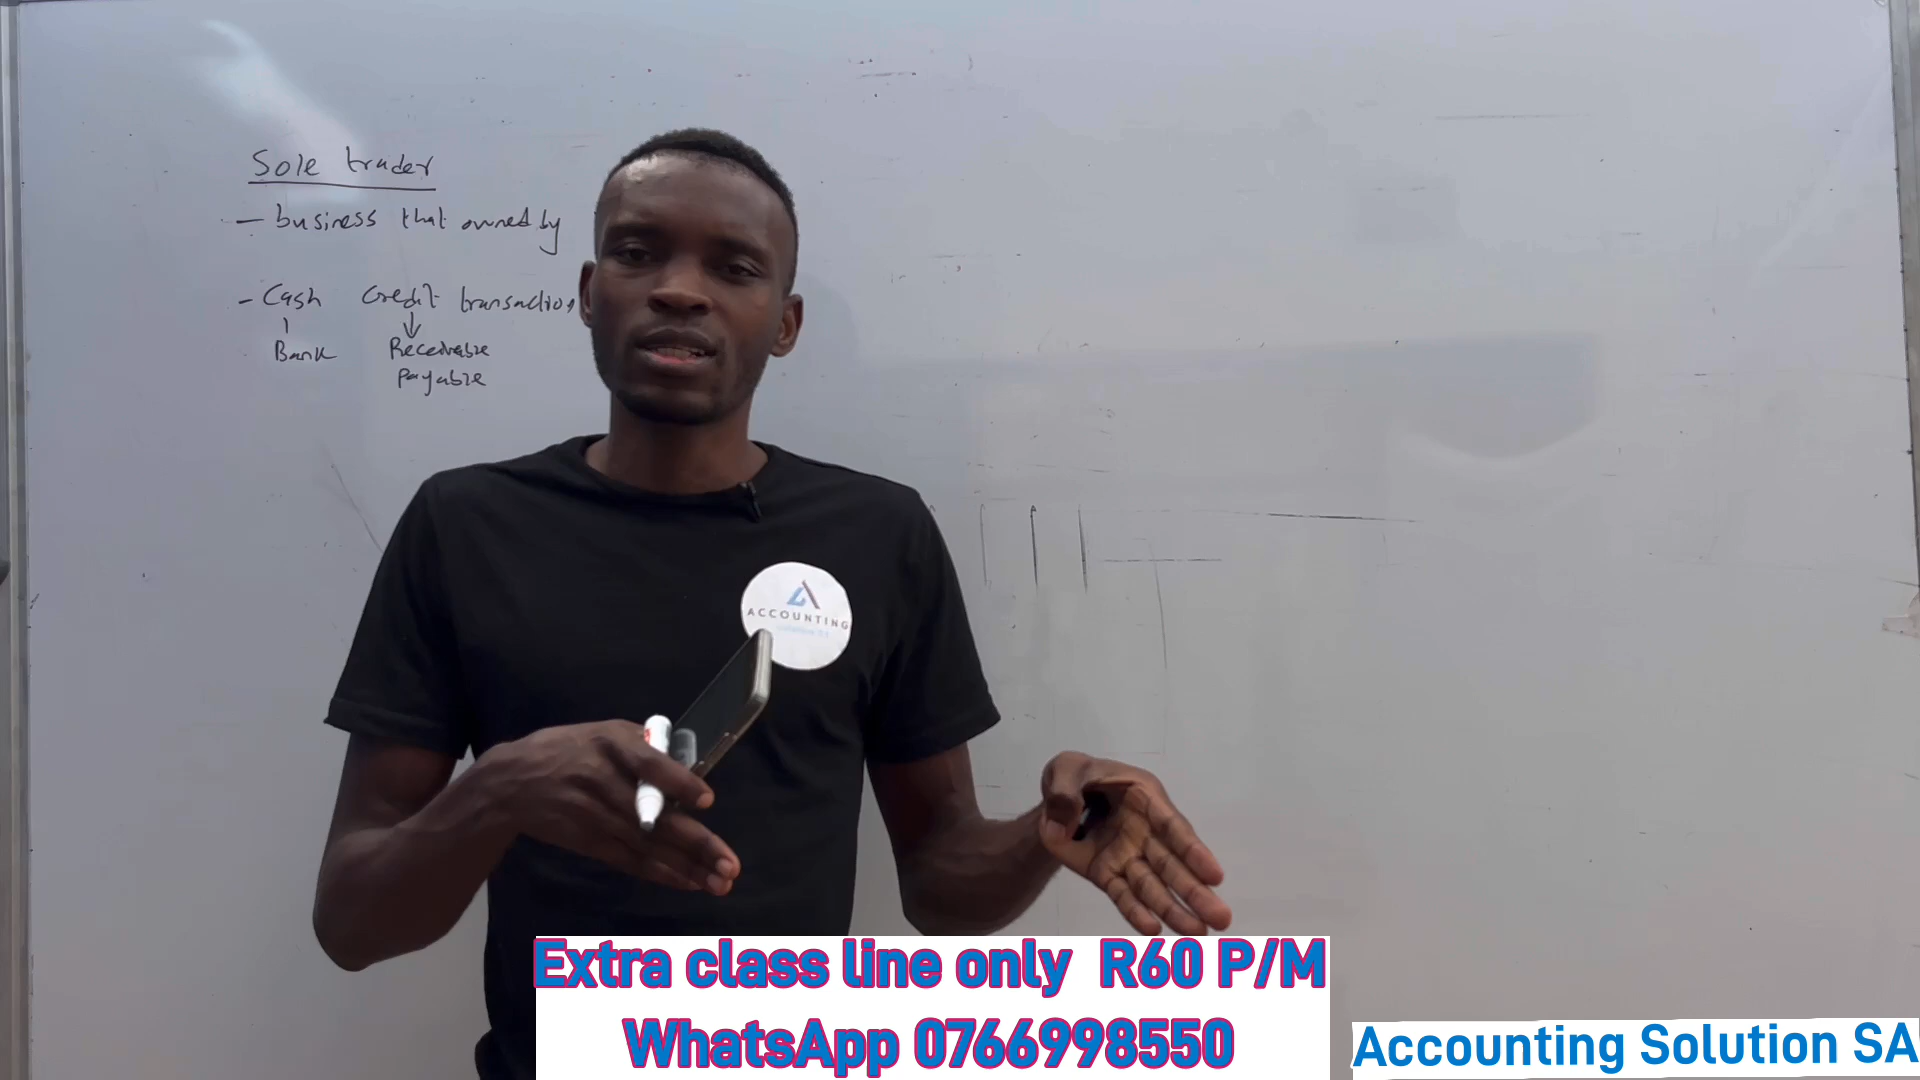 Sole trader
- business that owned by
- Cash Credit transaction
Bank Receivable
Payable
ACCOUNTING
Extra class line only R60 P/M
WhatsApp 0766998550
Accounting Solution SA